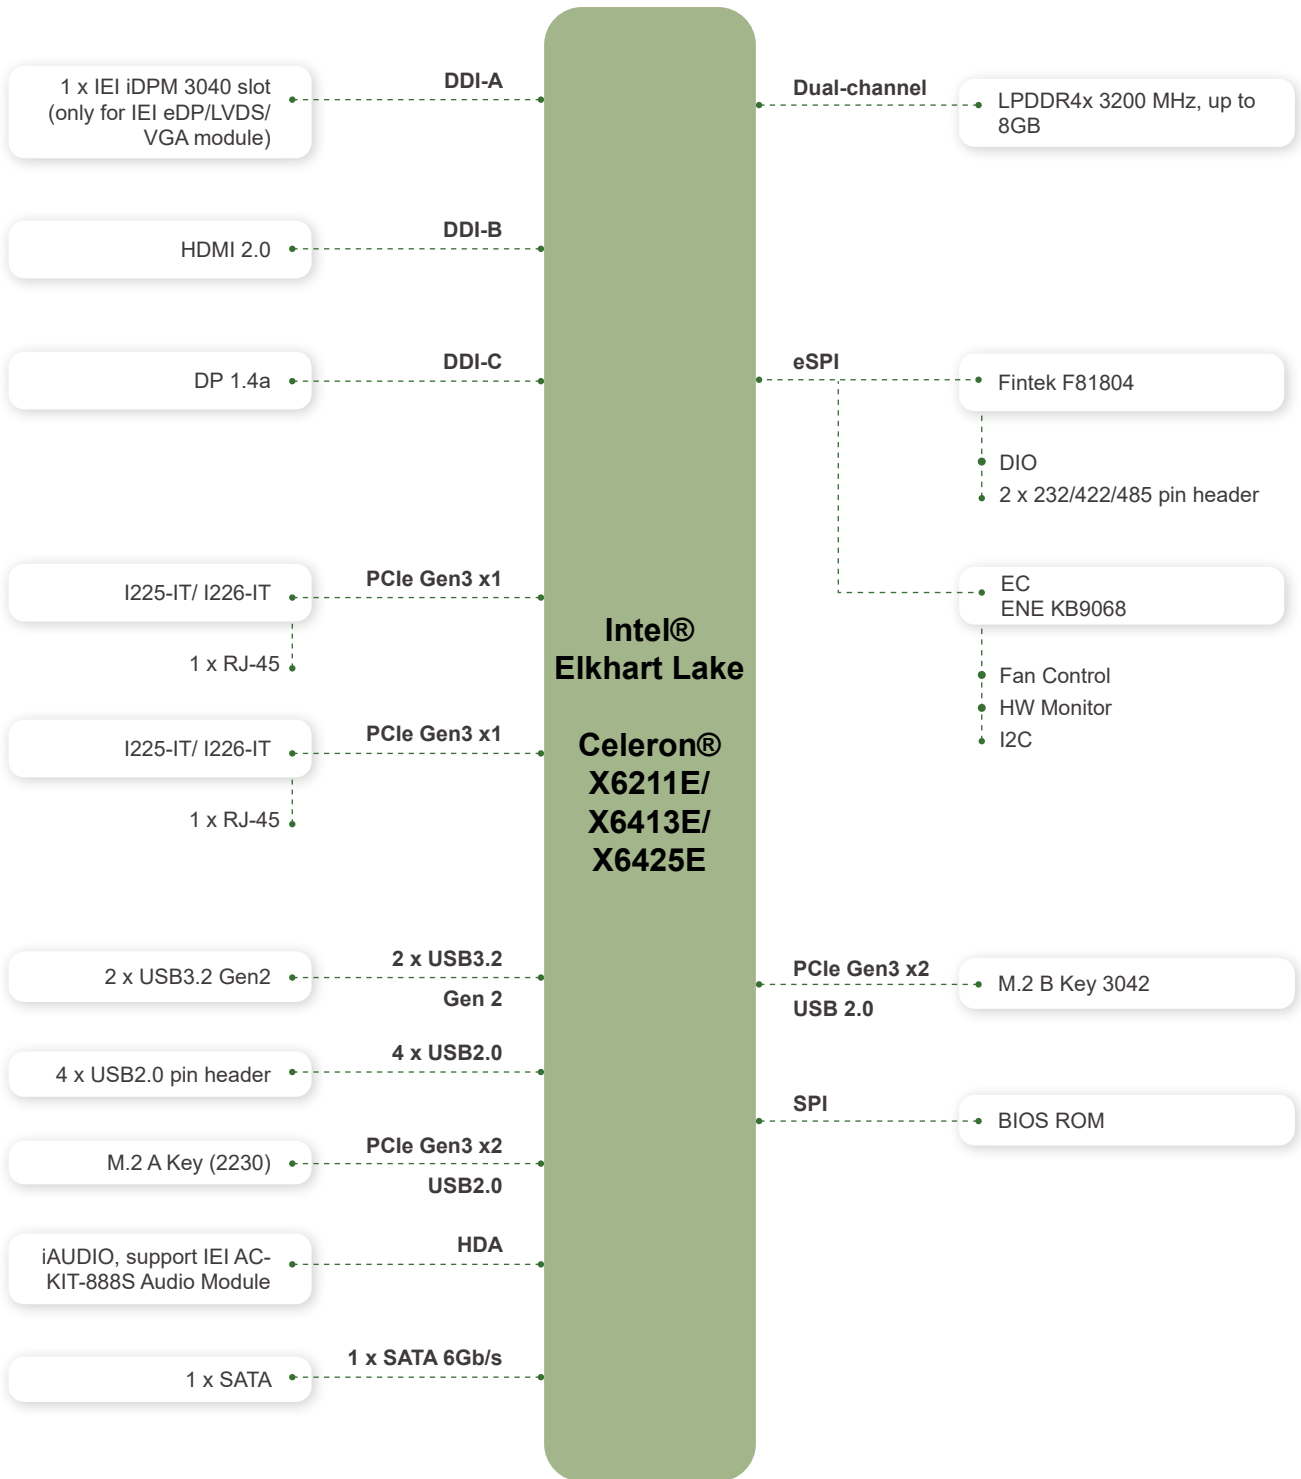 DDI-A
1 x IEI iDPM 3040 slot
(only for IEI eDP/LVDS/
VGA module)
DDI-B
HDMI 2.0
DDI-C
DP 1.4a
PCIe Gen3 x1
I225-IT/ I226-IT
1 x RJ-45
PCIe Gen3 x1
I225-IT/ I226-IT
1 x RJ-45
2 x USB3.2
Gen 2
2 x USB3.2 Gen2
4 x USB2.0
4 x USB2.0 pin header
PCIe Gen3 x2
USB2.0
M.2 A Key (2230)
HDA
iAUDIO, support IEI AC-
KIT-888S Audio Module
1 x SATA 6Gb/s
1 x SATA
Intel®
Elkhart Lake
Celeron®
X6211E/
X6413E/
X6425E
Dual-channel
LPDDR4x 3200 MHz, up to
8GB
eSPI
Fintek F81804
DIO
2 x 232/422/485 pin header
EC
ENE KB9068
Fan Control
HW Monitor
I2C
PCIe Gen3 x2
USB 2.0
M.2 B Key 3042
SPI
BIOS ROM